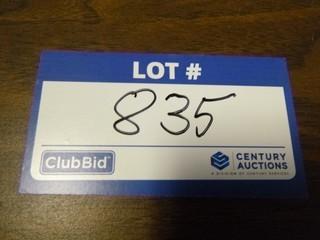 LOT #
835
ClubBid
CENTURY
AUCTIONS
A DIVISION OF CENTURY SERVICES